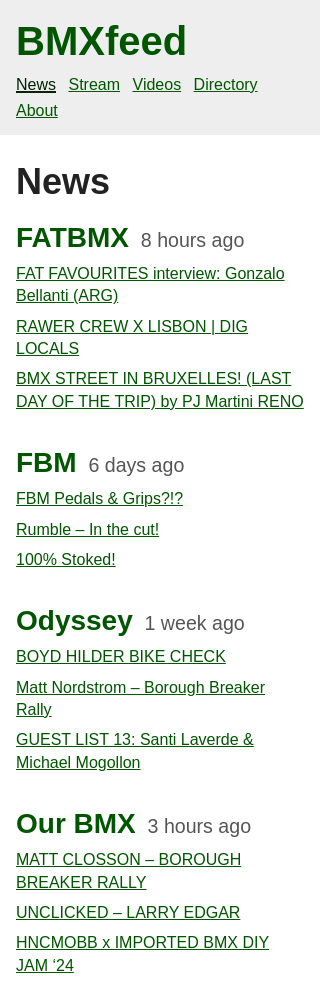 BMXfeed
News Stream Videos Directory
About
News
FATBMX 8 hours ago
FAT FAVOURITES interview: Gonzalo
Bellanti (ARG)
RAWER CREW X LISBON | DIG
LOCALS
BMX STREET IN BRUXELLES! (LAST
DAY OF THE TRIP) by PJ Martini RENO
FBM 6 days ago
FBM Pedals & Grips?!?
Rumble – In the cut!
100% Stoked!
Odyssey 1 week ago
BOYD HILDER BIKE CHECK
Matt Nordstrom – Borough Breaker
Rally
GUEST LIST 13: Santi Laverde &
Michael Mogollon
Our BMX 3 hours ago
MATT CLOSSON – BOROUGH
BREAKER RALLY
UNCLICKED – LARRY EDGAR
HNCMOBB x IMPORTED BMX DIY
JAM ‘24